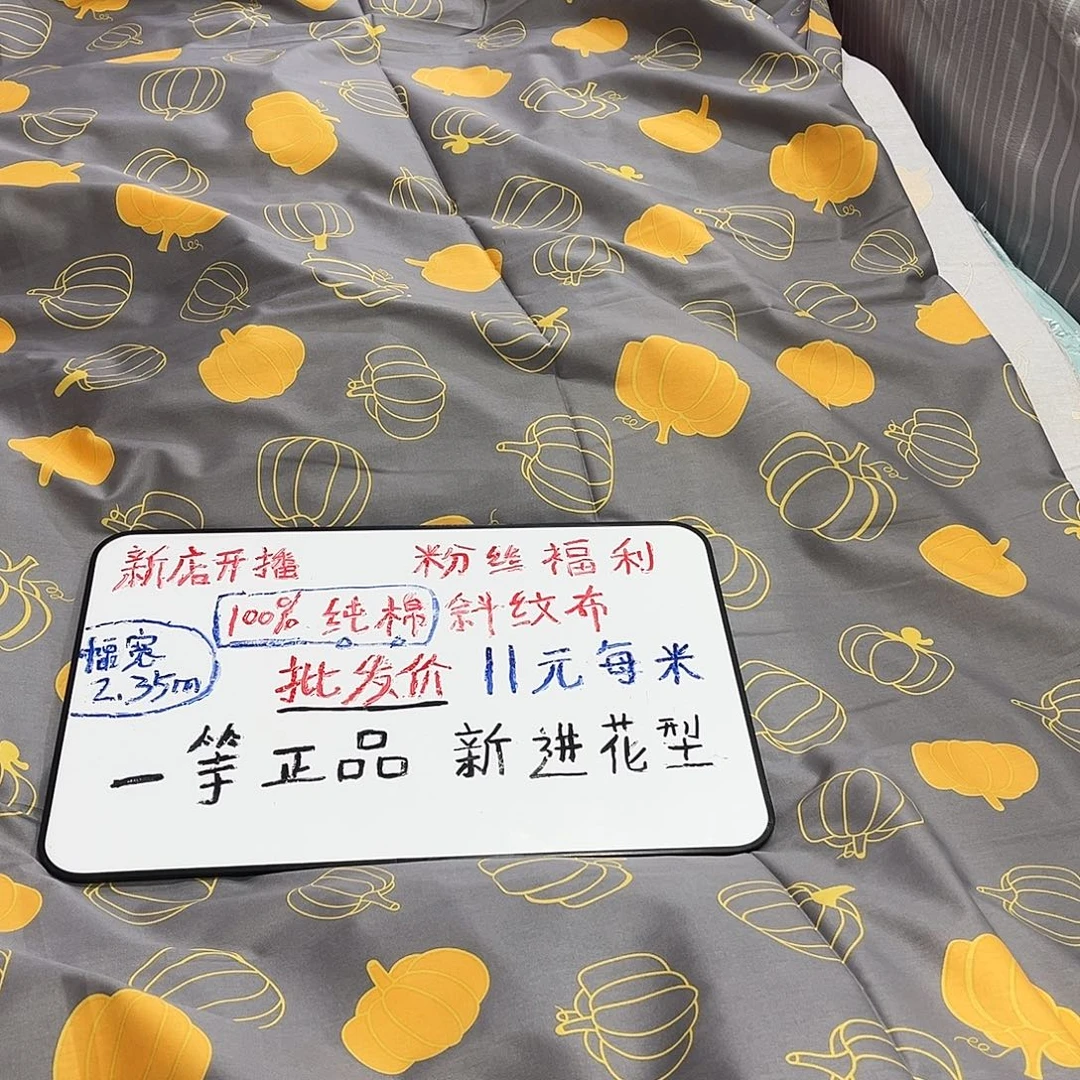 新店开播 粉丝福利
100% 纯棉 斜纹布
幅宽
2.35m
批发价 11元每米
一等正品 新进花型